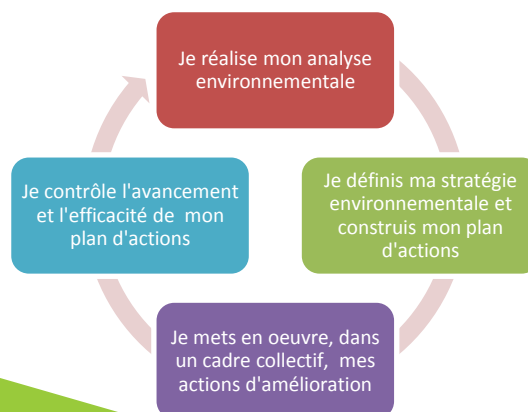 Je réalise mon analyse
environnementale
Je définis ma stratégie
environnementale et
construis mon plan
d'actions
Je mets en oeuvre, dans
un cadre collectif, mes
actions d'amélioration
Je contrôle l'avancement
et l'efficacité de mon
plan d'actions